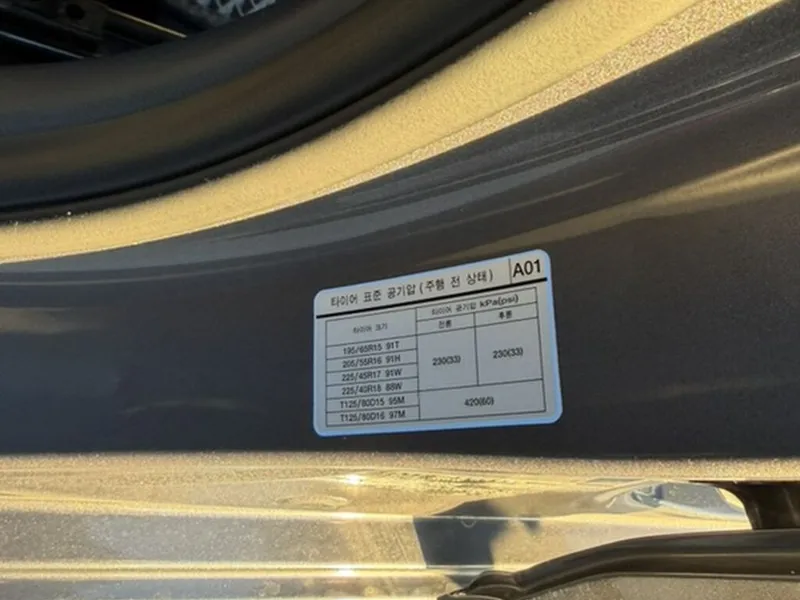 타이어 표준 공기압 (주행 전 상태) A01
타이어 크기 타이어 공기압 kPa(psi)
전륜 후륜
195/65R15 91T
205/55R16 91H
225/45R17 91W
225/40R18 88W
230(33) 230(33)
T125/80D15 95M
T125/80D16 97M
420(60)